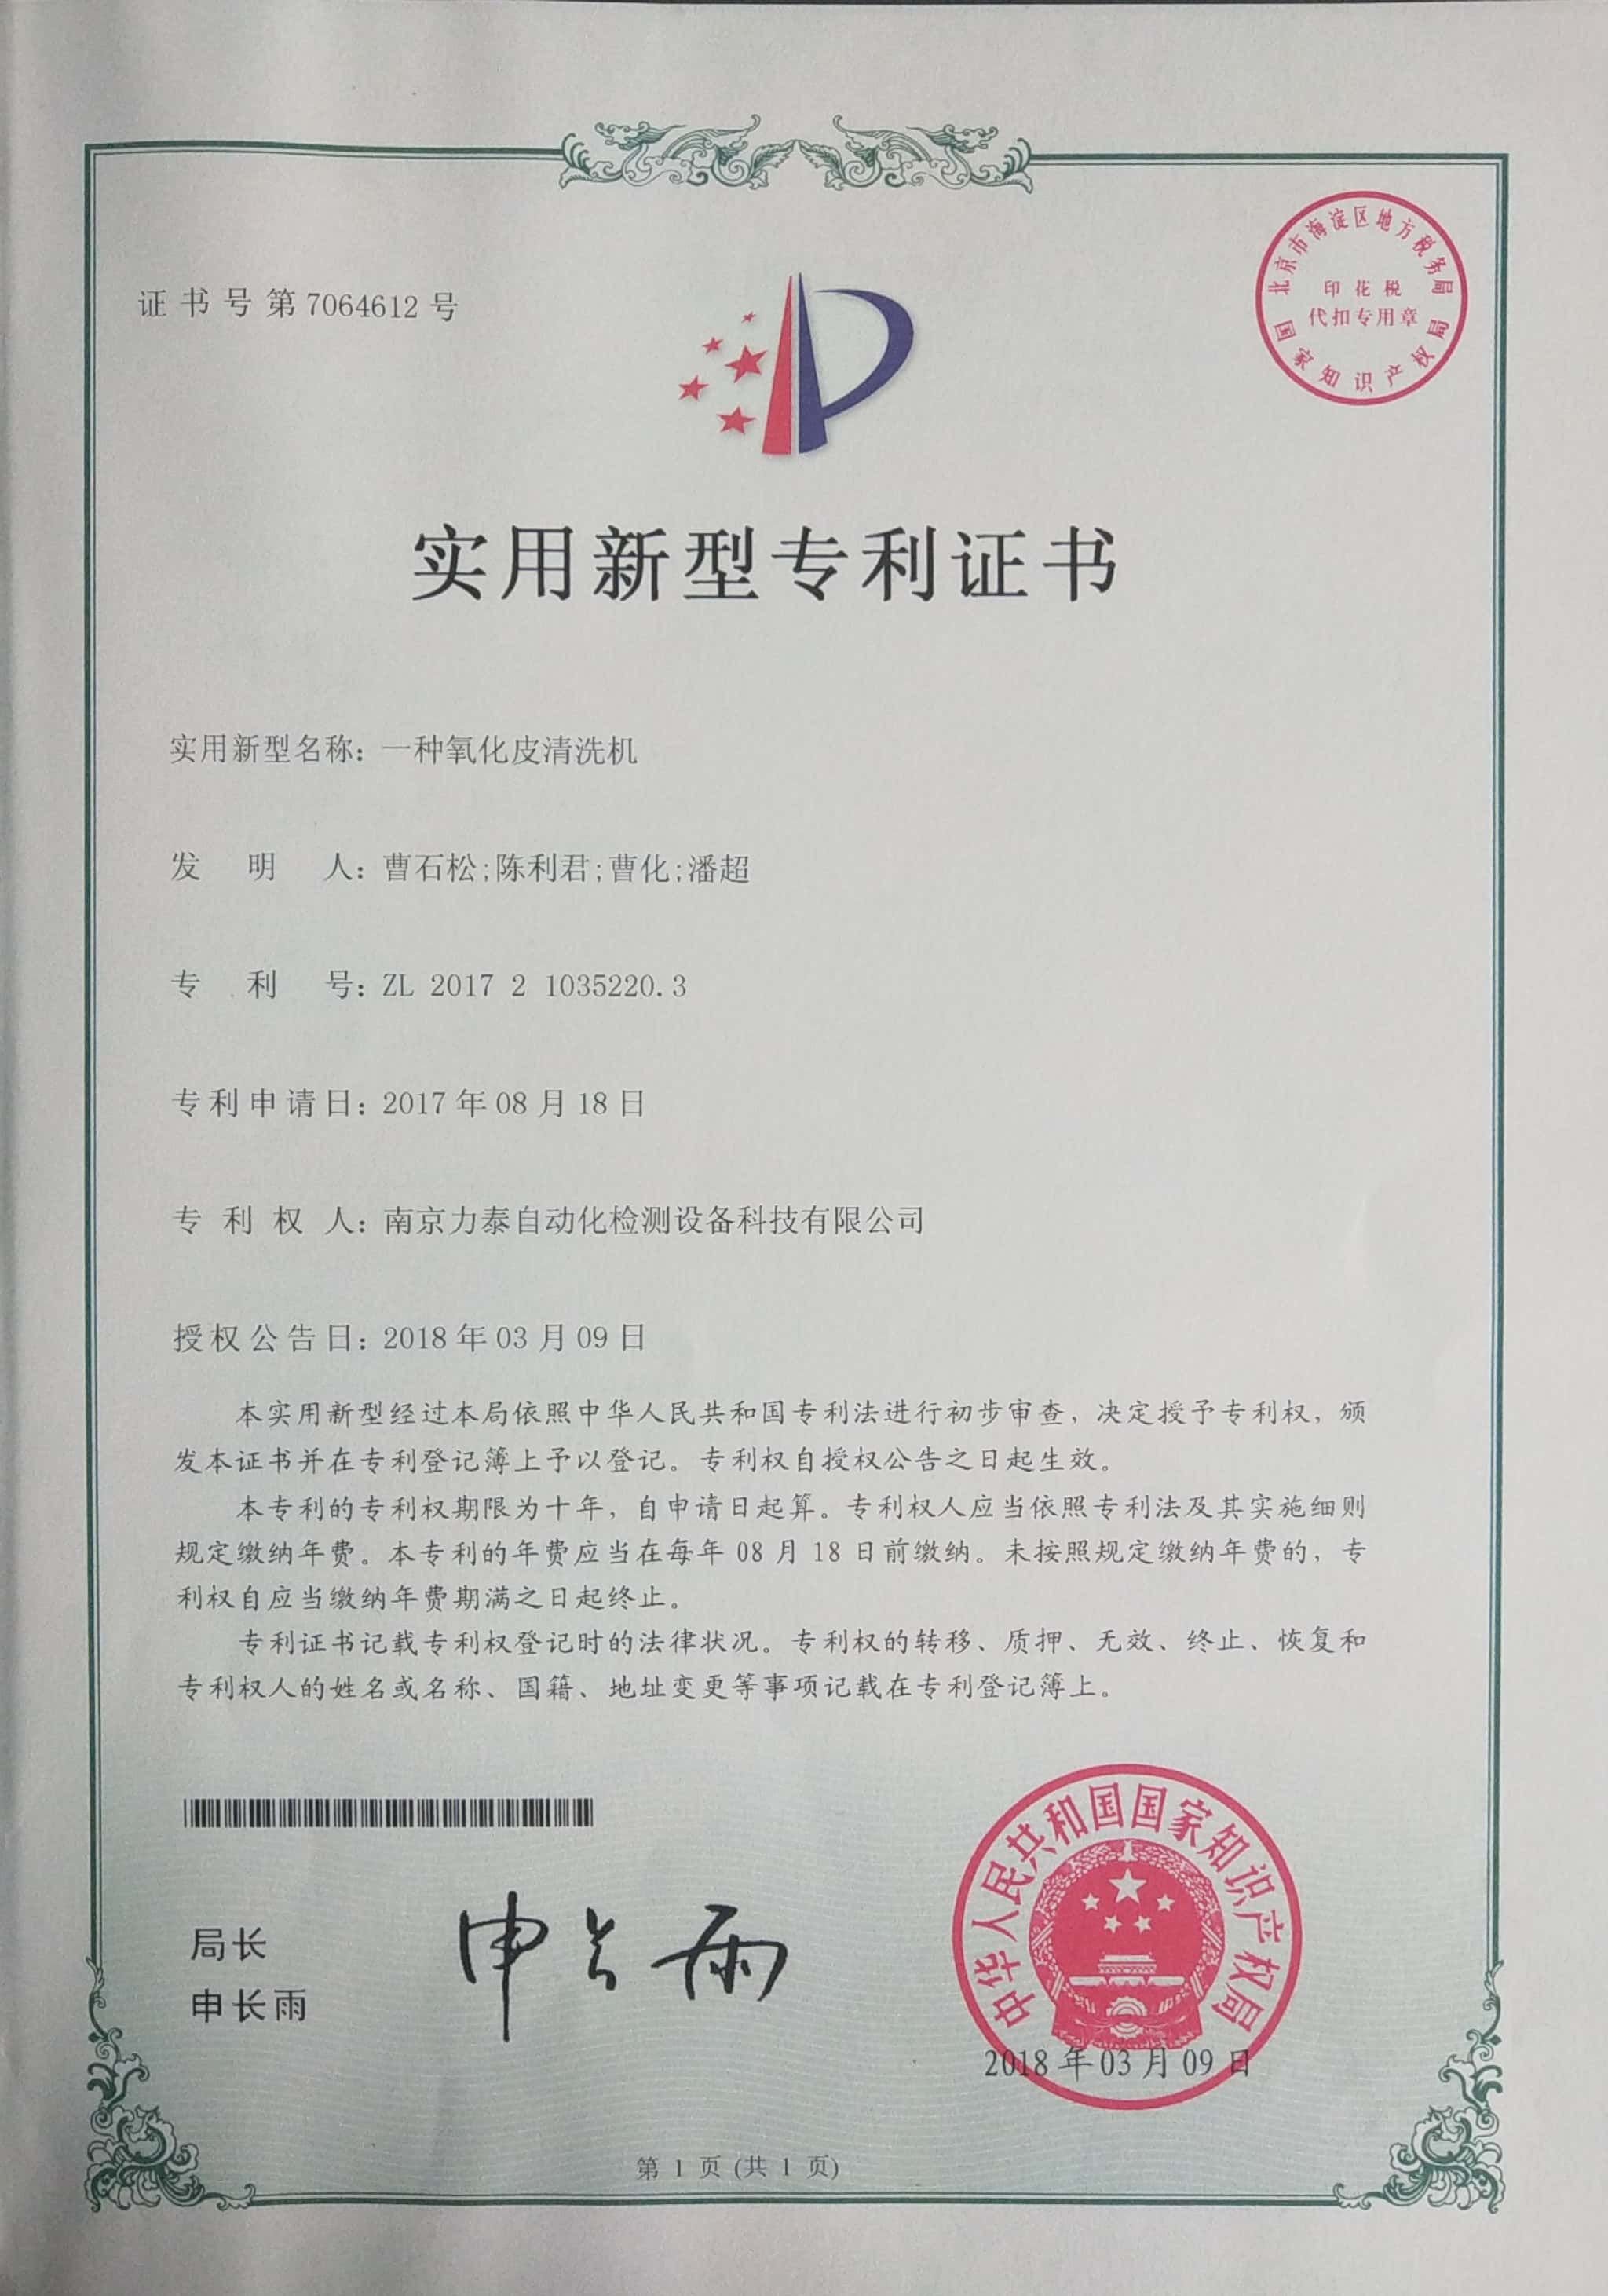 证书号第7064612号
北京市海淀区地方税务局
印花税
代扣专用章
国家知识产权局
实用新型专利证书
实用新型名称：一种氧化皮清洗机
发明人：曹石松;陈利君;曹化;潘超
专利号：ZL 2017 2 1035220.3
专利申请日：2017年08月18日
专利权人：南京力泰自动化检测设备科技有限公司
授权公告日：2018年03月09日
本实用新型经过本局依照中华人民共和国专利法进行初步审查，决定授予专利权，颁
发本证书并在专利登记簿上予以登记。专利权自授权公告之日起生效。
本专利的专利权期限为十年，自申请日起算。专利权人应当依照专利法及其实施细则
规定缴纳年费。本专利的年费应当在每年08月18日前缴纳。未按照规定缴纳年费的，专
利权自应当缴纳年费期满之日起终止。
专利证书记载专利权登记时的法律状况。专利权的转移、质押、无效、终止、恢复和
专利权人的姓名或名称、国籍、地址变更等事项记载在专利登记簿上。
局长
申长雨
申长雨
中华人民共和国国家知识产权局
2018年03月09日
第1页(共1页)